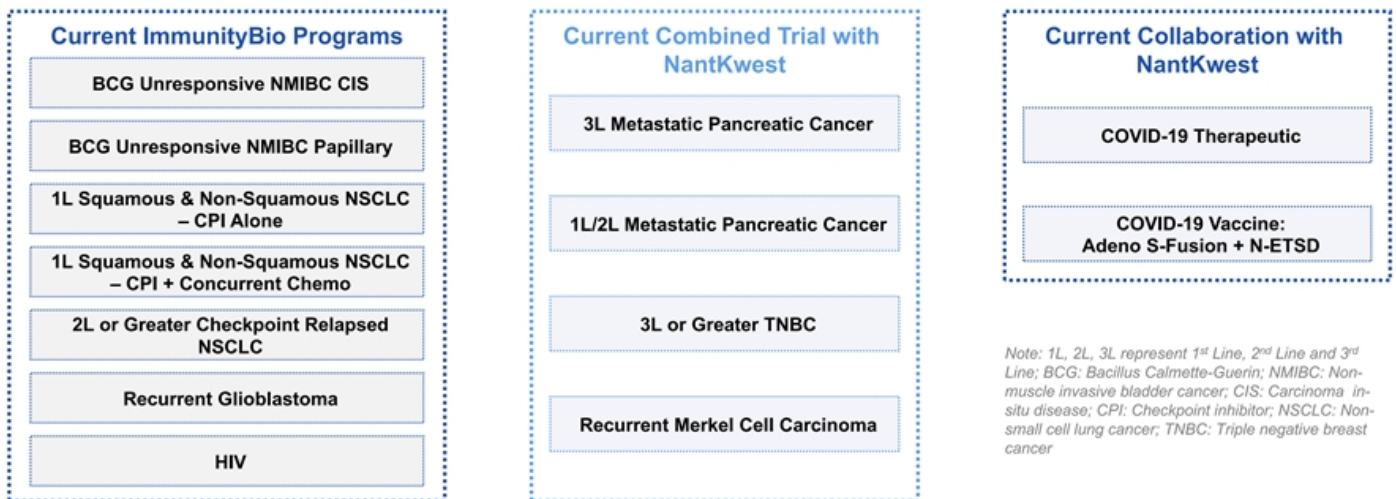 Current ImmunityBio Programs
BCG Unresponsive NMIBC CIS
BCG Unresponsive NMIBC Papillary
1L Squamous & Non-Squamous NSCLC
– CPI Alone
1L Squamous & Non-Squamous NSCLC
– CPI + Concurrent Chemo
2L or Greater Checkpoint Relapsed
NSCLC
Recurrent Glioblastoma
HIV
Current Combined Trial with
NantKwest
3L Metastatic Pancreatic Cancer
1L/2L Metastatic Pancreatic Cancer
3L or Greater TNBC
Recurrent Merkel Cell Carcinoma
Current Collaboration with
NantKwest
COVID-19 Therapeutic
COVID-19 Vaccine:
Adeno S-Fusion + N-ETSD
Note: 1L, 2L, 3L represent 1st Line, 2nd Line and 3rd
Line; BCG: Bacillus Calmette-Guerin; NMIBC: Non-
muscle invasive bladder cancer; CIS: Carcinoma in-
situ disease; CPI: Checkpoint inhibitor; NSCLC: Non-
small cell lung cancer; TNBC: Triple negative breast
cancer